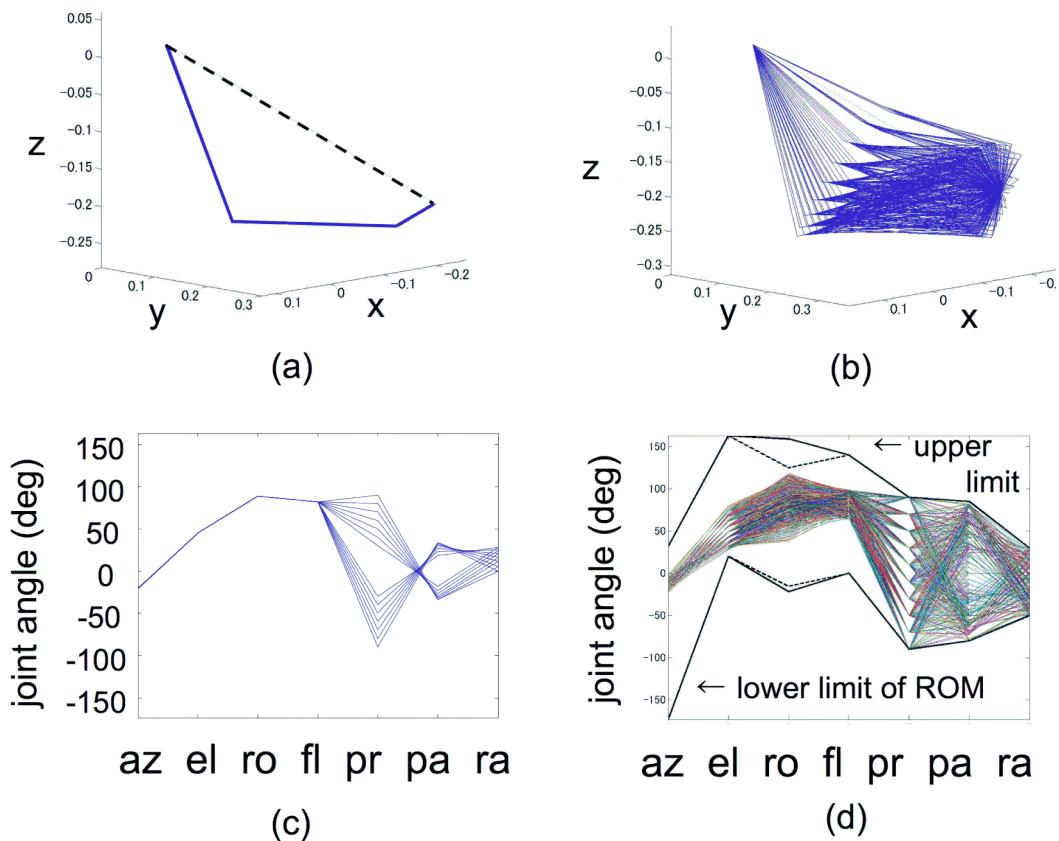 0.05
0
−0.05
−0.1
−0.15
−0.2
−0.25
z
0
0.1
0.2
0.3
y
0.1
0
−0.1
−0.2
x
(a)
0
−0.05
−0.1
−0.15
−0.2
−0.25
−0.3
z
0
0.1
0.2
0.3
y
0.1
0
−0.1
x
(b)
150
100
50
0
-50
-100
-150
joint angle (deg)
az el ro fl pr pa ra
(c)
150
100
50
0
−50
−100
−150
joint angle (deg)
← upper
limit
← lower limit of ROM
az el ro fl pr pa ra
(d)